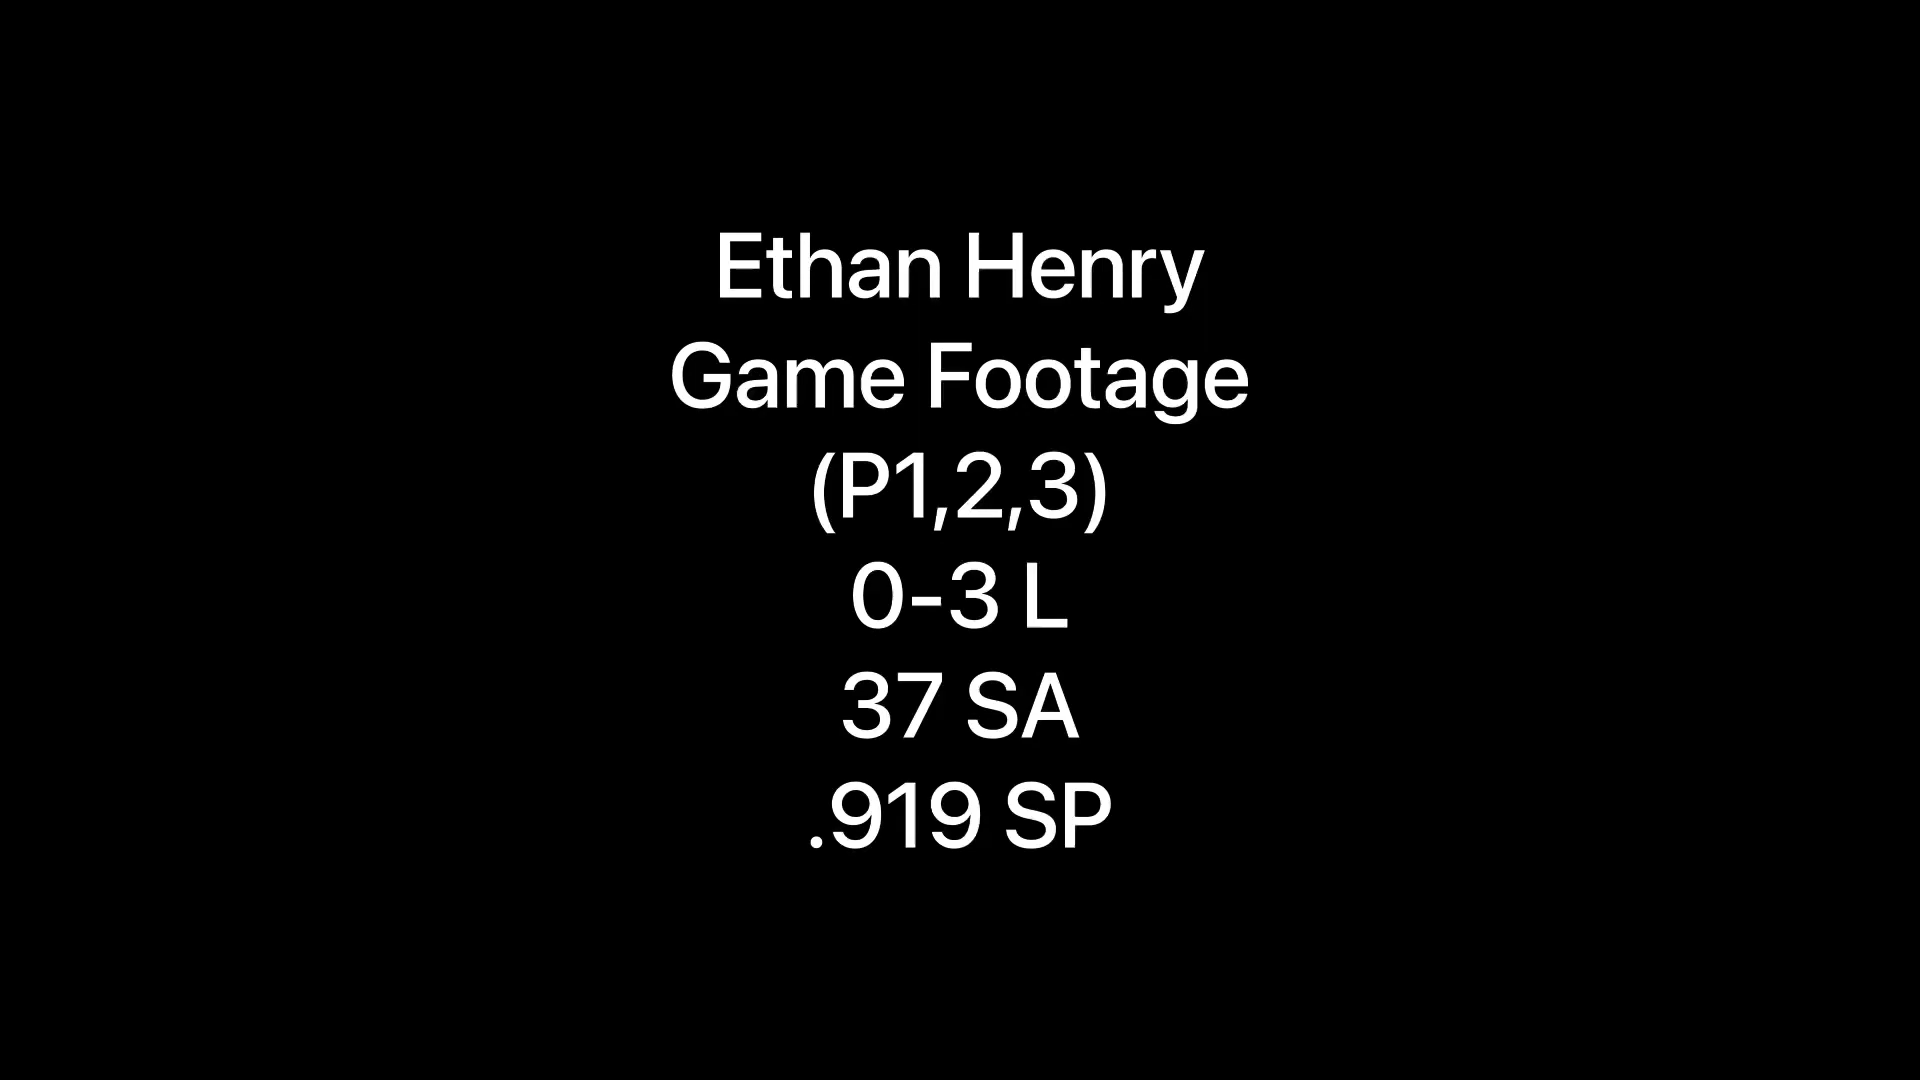 Ethan Henry
Game Footage
(P1,2,3)
0-3 L
37 SA
.919 SP